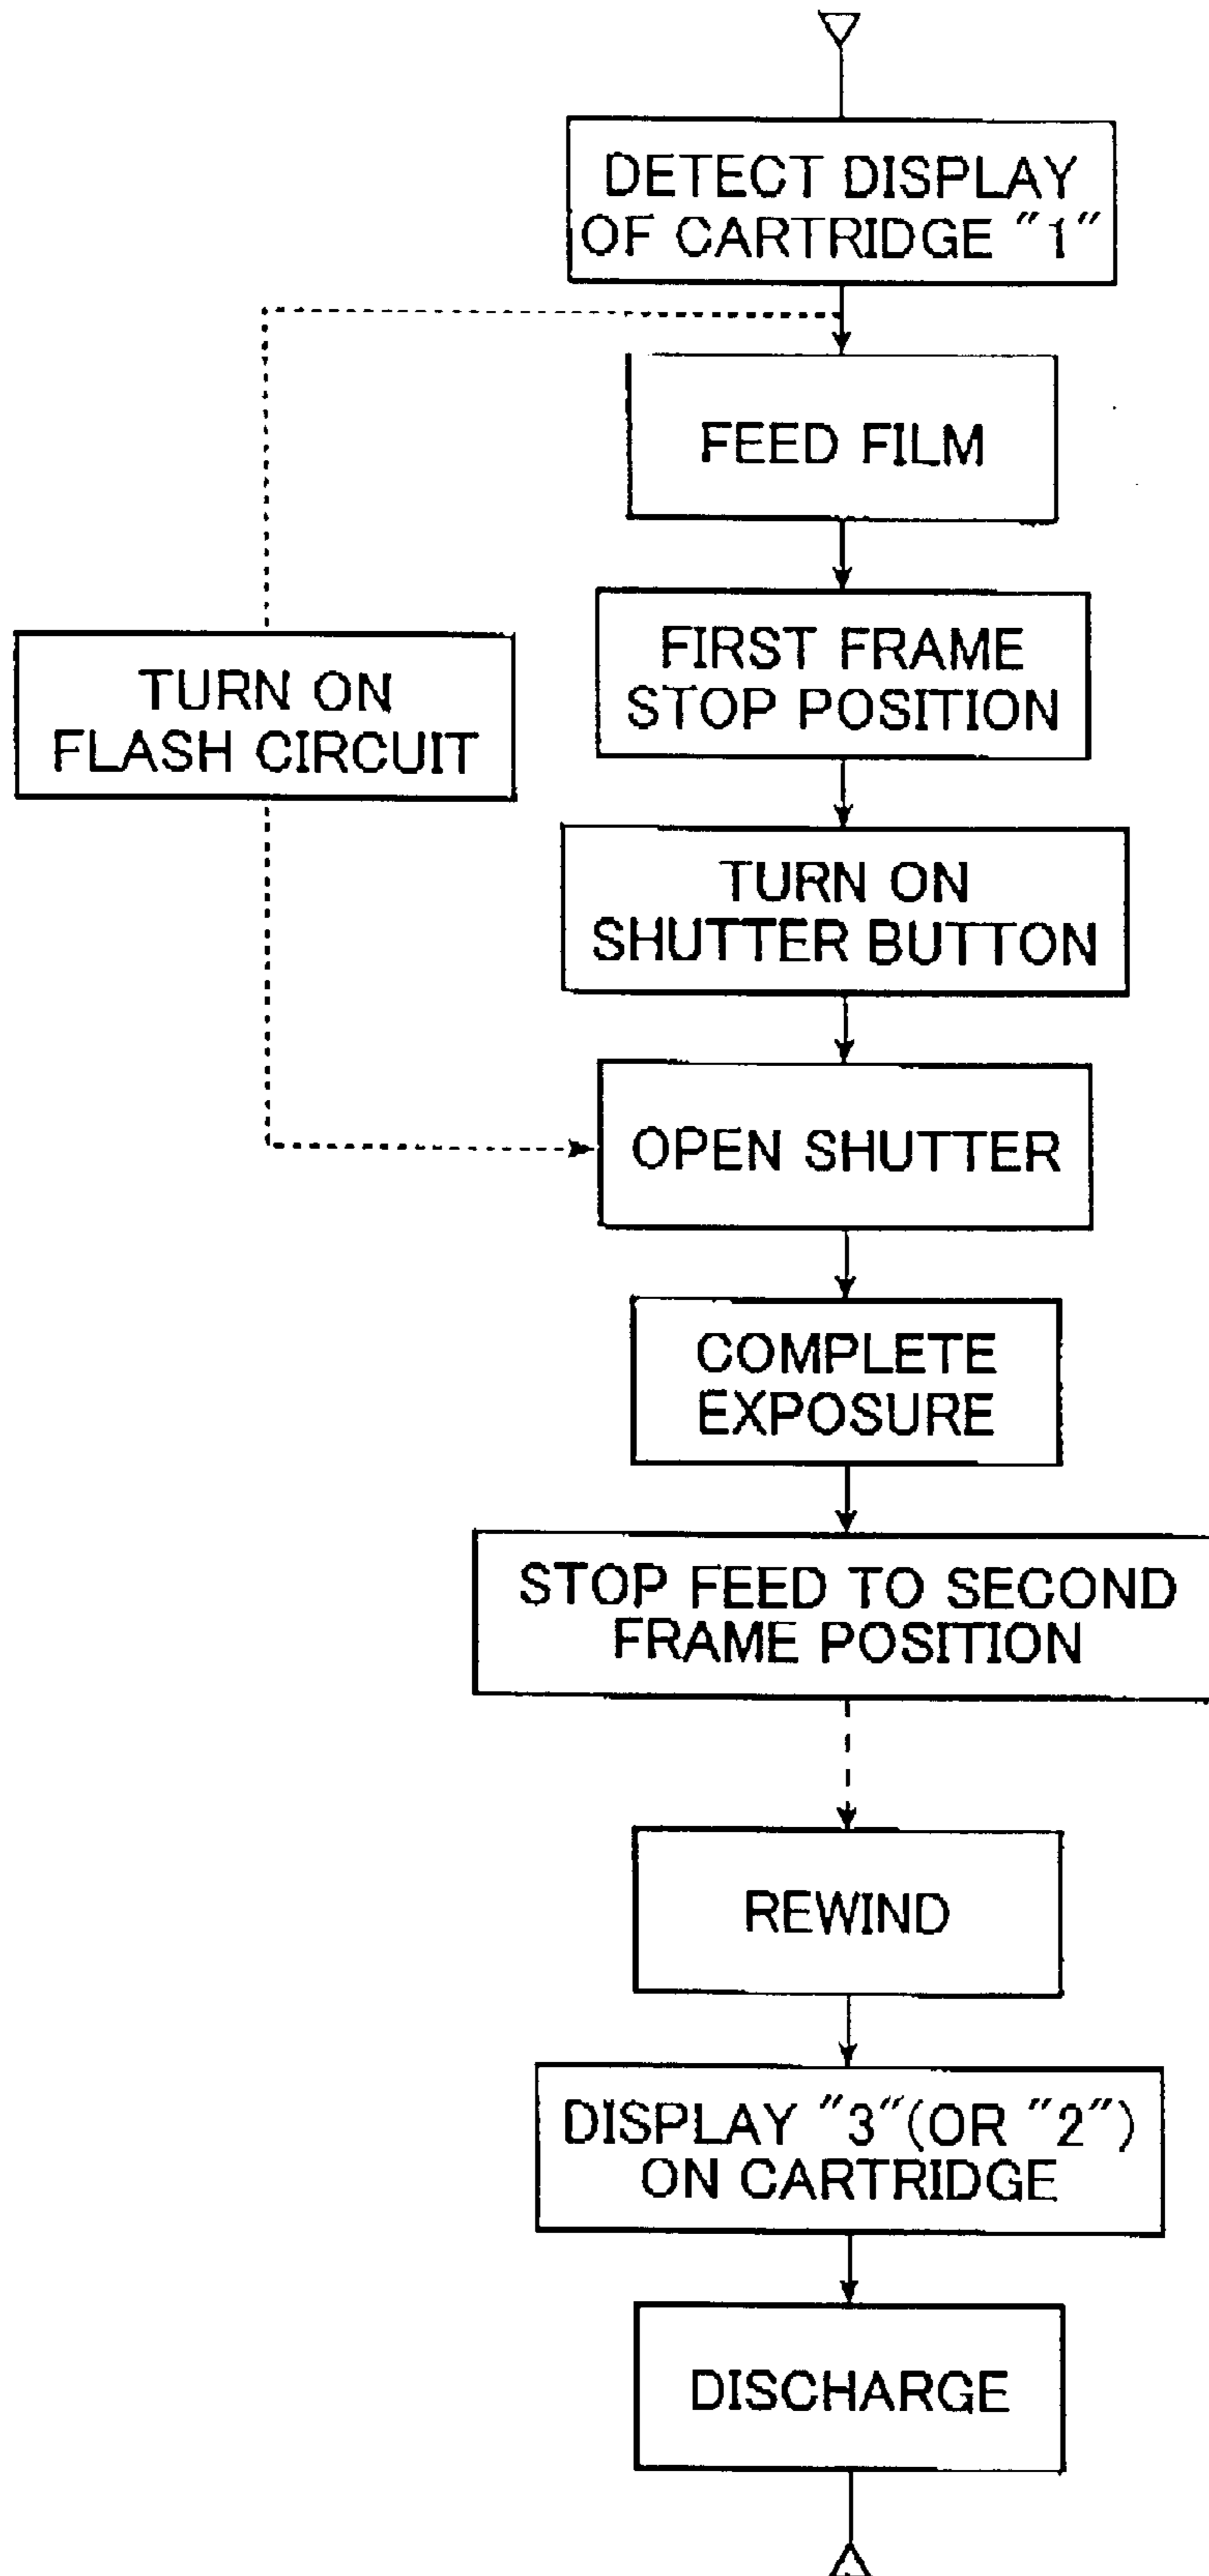 DETECT DISPLAY
OF CARTRIDGE "1"
FEED FILM
FIRST FRAME
STOP POSITION
TURN ON
FLASH CIRCUIT
TURN ON
SHUTTER BUTTON
OPEN SHUTTER
COMPLETE
EXPOSURE
STOP FEED TO SECOND
FRAME POSITION
REWIND
DISPLAY "3"(OR "2")
ON CARTRIDGE
DISCHARGE